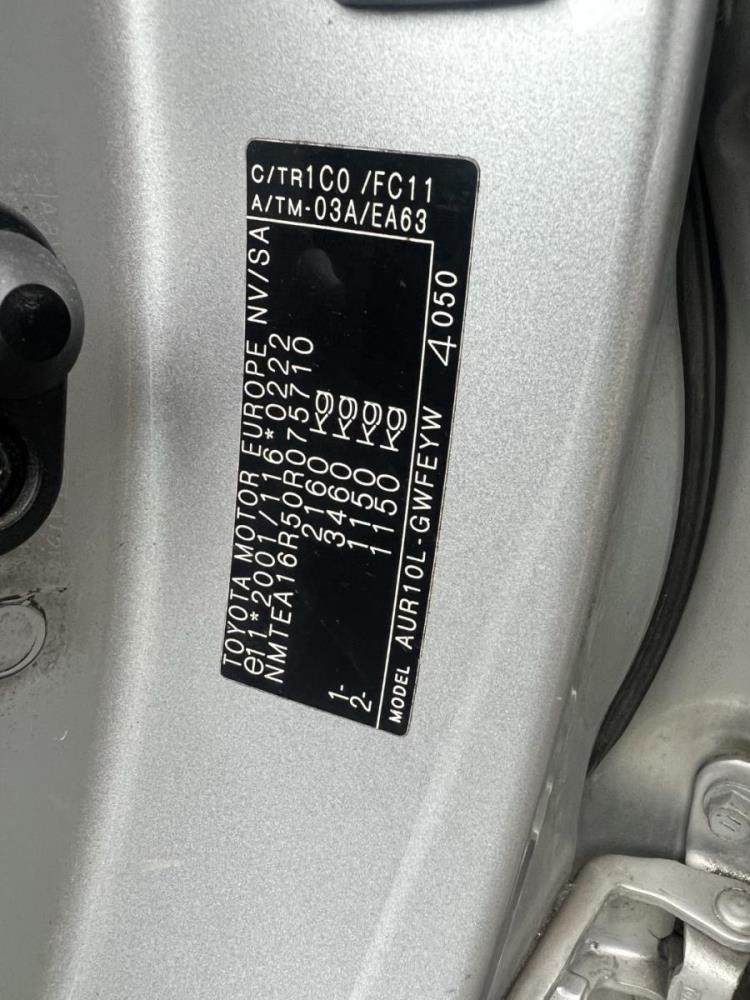 TOYOTA MOTOR EUROPE NV/SA
e11*2001/116*0222
NMTEA16R50R075710
2160 kg
3460 kg
1- 1150 kg
2- 1150 kg
MODEL AUR10L-GWFEYW 4050
C/TR1C0 /FC11
A/TM-03A/EA63